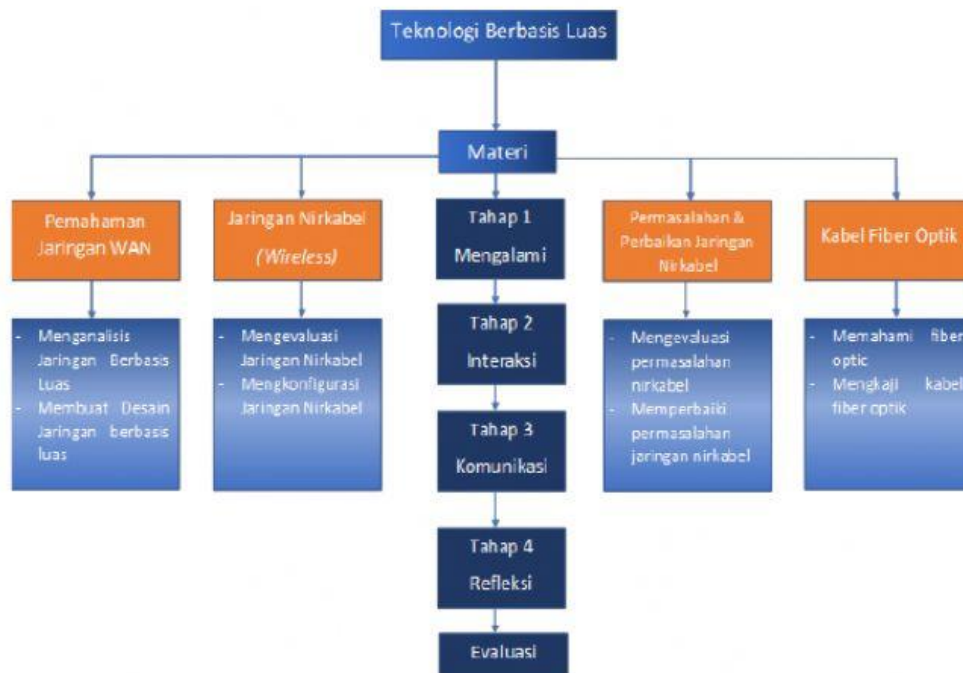 Teknologi Berbasis Luas
Materi
Pemahaman
Jaringan WAN
Jaringan Nirkabel
(Wireless)
Tahap 1
Mengalami
Permasalahan &
Perbaikan Jaringan
Nirkabel
Kabel Fiber Optik
- Menganalisis
Jaringan Berbasis
Luas
- Membuat Desain
Jaringan berbasis
luas
- Mengevaluasi
Jaringan Nirkabel
- Mengkonfigurasi
Jaringan Nirkabel
Tahap 2
Interaksi
- Mengevaluasi
permasalahan
nirkabel
- Memperbaiki
permasalahan
jaringan nirkabel
- Memahami fiber
optic
- Mengkaji kabel
fiber optik
Tahap 3
Komunikasi
Tahap 4
Refleksi
Evaluasi